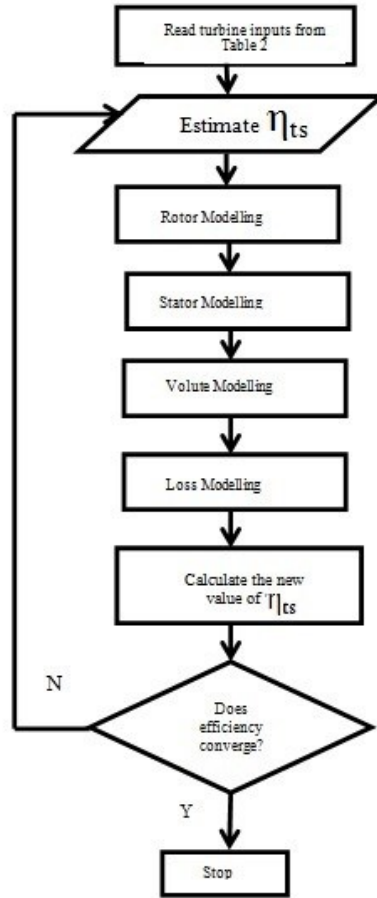 Read turbine inputs from
Table 2
Estimate ηts
Rotor Modelling
Stator Modelling
Volute Modelling
Loss Modelling
Calculate the new
value of ηts
Does
efficiency
converge?
N
Y
Stop